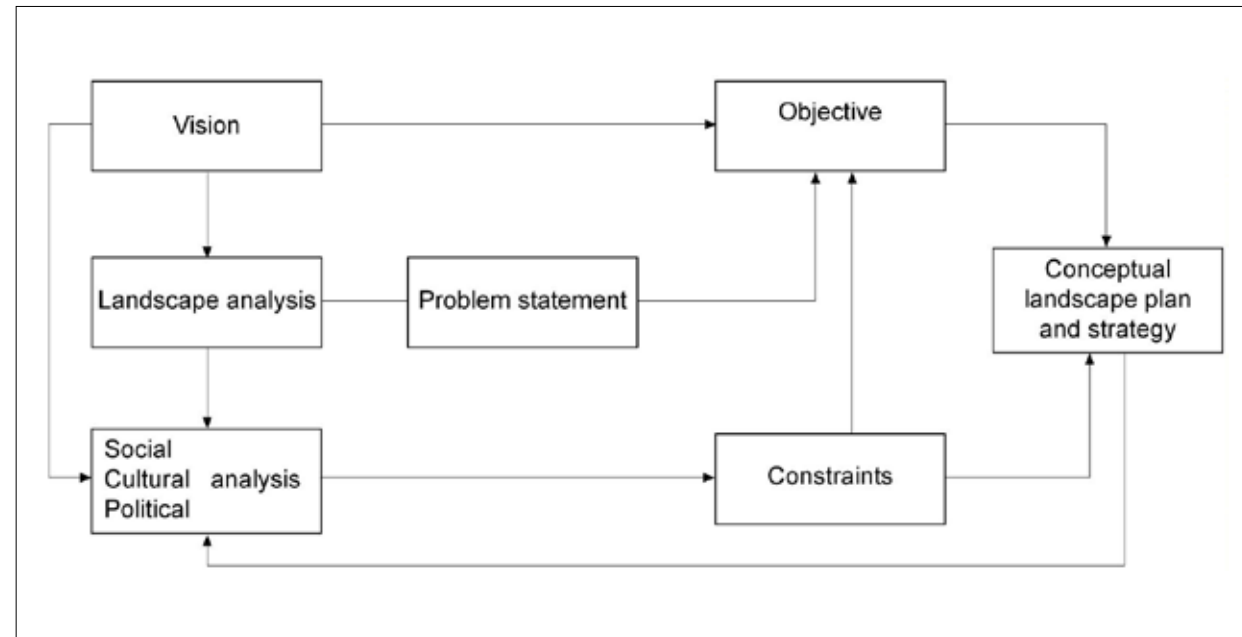 Vision
Objective
Landscape analysis
Problem statement
Conceptual
landscape plan
and strategy
Social
Cultural analysis
Political
Constraints